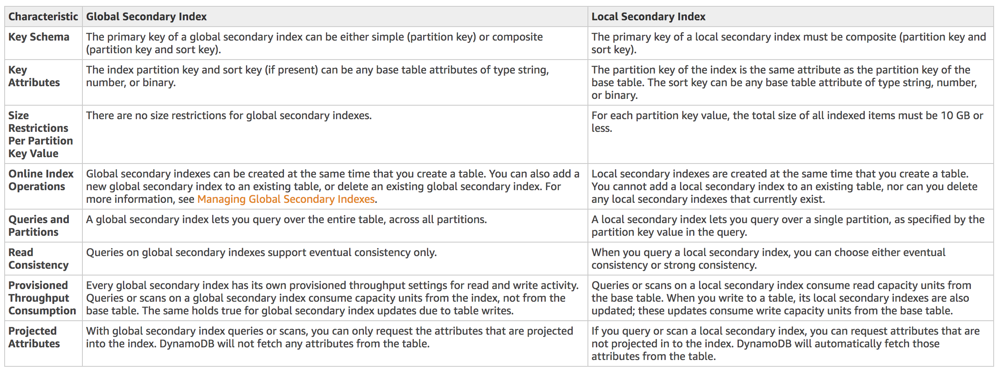 Characteristic
Global Secondary Index
Local Secondary Index
Key Schema
The primary key of a global secondary index can be either simple (partition key) or composite
(partition key and sort key).
The primary key of a local secondary index must be composite (partition key and
sort key).
Key
Attributes
The index partition key and sort key (if present) can be any base table attributes of type string,
number, or binary.
The partition key of the index is the same attribute as the partition key of the
base table. The sort key can be any base table attribute of type string, number,
or binary.
Size
Restrictions
Per Partition
Key Value
There are no size restrictions for global secondary indexes.
For each partition key value, the total size of all indexed items must be 10 GB or
less.
Online Index
Operations
Global secondary indexes can be created at the same time that you create a table. You can also add a
new global secondary index to an existing table, or delete an existing global secondary index. For
more information, see Managing Global Secondary Indexes.
Local secondary indexes are created at the same time that you create a table.
You cannot add a local secondary index to an existing table, nor can you delete
any local secondary indexes that currently exist.
Queries and
Partitions
A global secondary index lets you query over the entire table, across all partitions.
A local secondary index lets you query over a single partition, as specified by the
partition key value in the query.
Read
Consistency
Queries on global secondary indexes support eventual consistency only.
When you query a local secondary index, you can choose either eventual
consistency or strong consistency.
Provisioned
Throughput
Consumption
Every global secondary index has its own provisioned throughput settings for read and write activity.
Queries or scans on a global secondary index consume capacity units from the index, not from the
base table. The same holds true for global secondary index updates due to table writes.
Queries or scans on a local secondary index consume read capacity units from
the base table. When you write to a table, its local secondary indexes are also
updated; these updates consume write capacity units from the base table.
Projected
Attributes
With global secondary index queries or scans, you can only request the attributes that are projected
into the index. DynamoDB will not fetch any attributes from the table.
If you query or scan a local secondary index, you can request attributes that are
not projected in to the index. DynamoDB will automatically fetch those
attributes from the table.